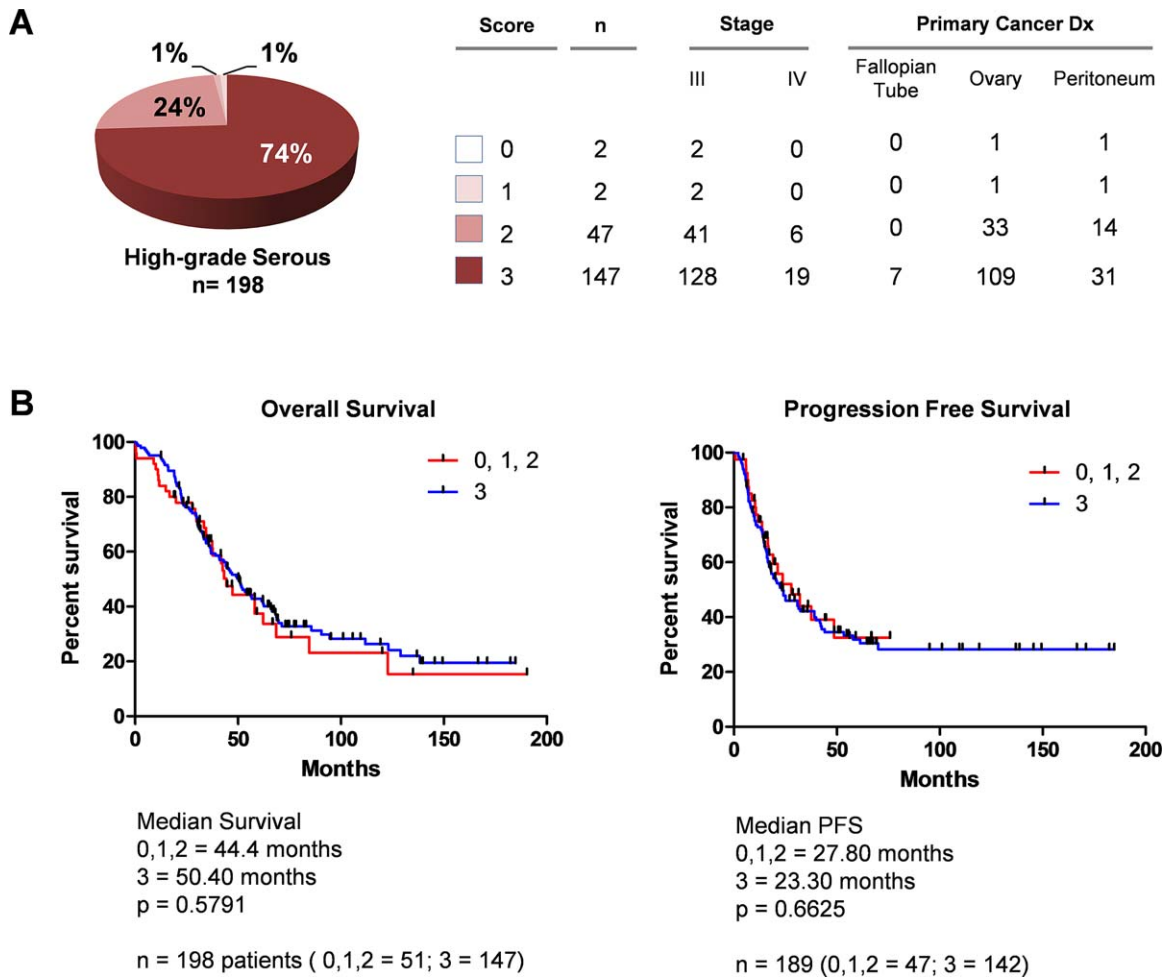 A
1% 1%
24%
74%
High-grade Serous
n= 198
Score n Stage Primary Cancer Dx
III IV Fallopian Tube Ovary Peritoneum
0 2 2 0 0 1 1
1 2 2 0 0 1 1
2 47 41 6 0 33 14
3 147 128 19 7 109 31
B
Overall Survival
Percent survival
100
80
60
40
20
0
0 50 100 150 200
Months
0, 1, 2
3
Median Survival
0,1,2 = 44.4 months
3 = 50.40 months
p = 0.5791
n = 198 patients ( 0,1,2 = 51; 3 = 147)
Progression Free Survival
Percent survival
100
80
60
40
20
0
0 50 100 150 200
Months
0, 1, 2
3
Median PFS
0,1,2 = 27.80 months
3 = 23.30 months
p = 0.6625
n = 189 (0,1,2 = 47; 3 = 142)